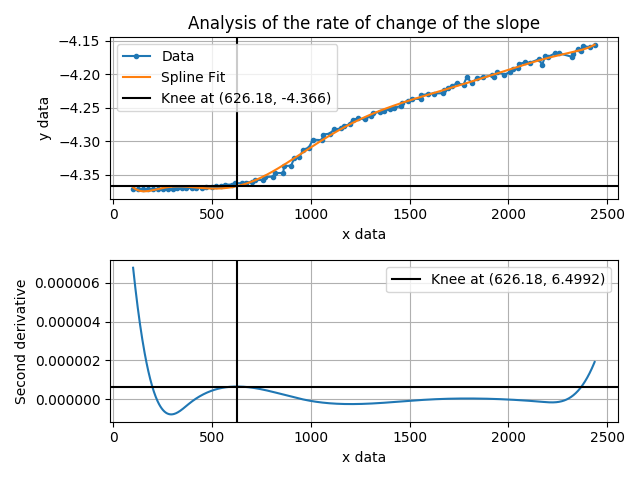 Analysis of the rate of change of the slope
−4.15
−4.20
−4.25
−4.30
−4.35
y data
Data
Spline Fit
Knee at (626.18, -4.366)
0 500 1000 1500 2000 2500
x data
0.000006
0.000004
0.000002
0.000000
Second derivative
Knee at (626.18, 6.4992)
0 500 1000 1500 2000 2500
x data